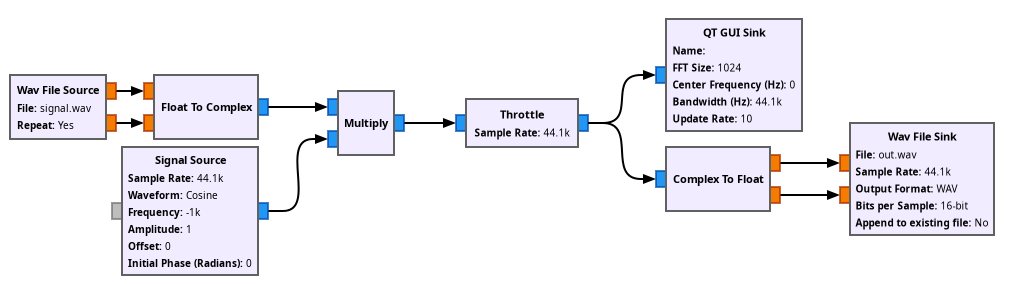 Wav File Source
File: signal.wav
Repeat: Yes
Float To Complex
Signal Source
Sample Rate: 44.1k
Waveform: Cosine
Frequency: -1k
Amplitude: 1
Offset: 0
Initial Phase (Radians): 0
Multiply
Throttle
Sample Rate: 44.1k
QT GUI Sink
Name:
FFT Size: 1024
Center Frequency (Hz): 0
Bandwidth (Hz): 44.1k
Update Rate: 10
Complex To Float
Wav File Sink
File: out.wav
Sample Rate: 44.1k
Output Format: WAV
Bits per Sample: 16-bit
Append to existing file: No